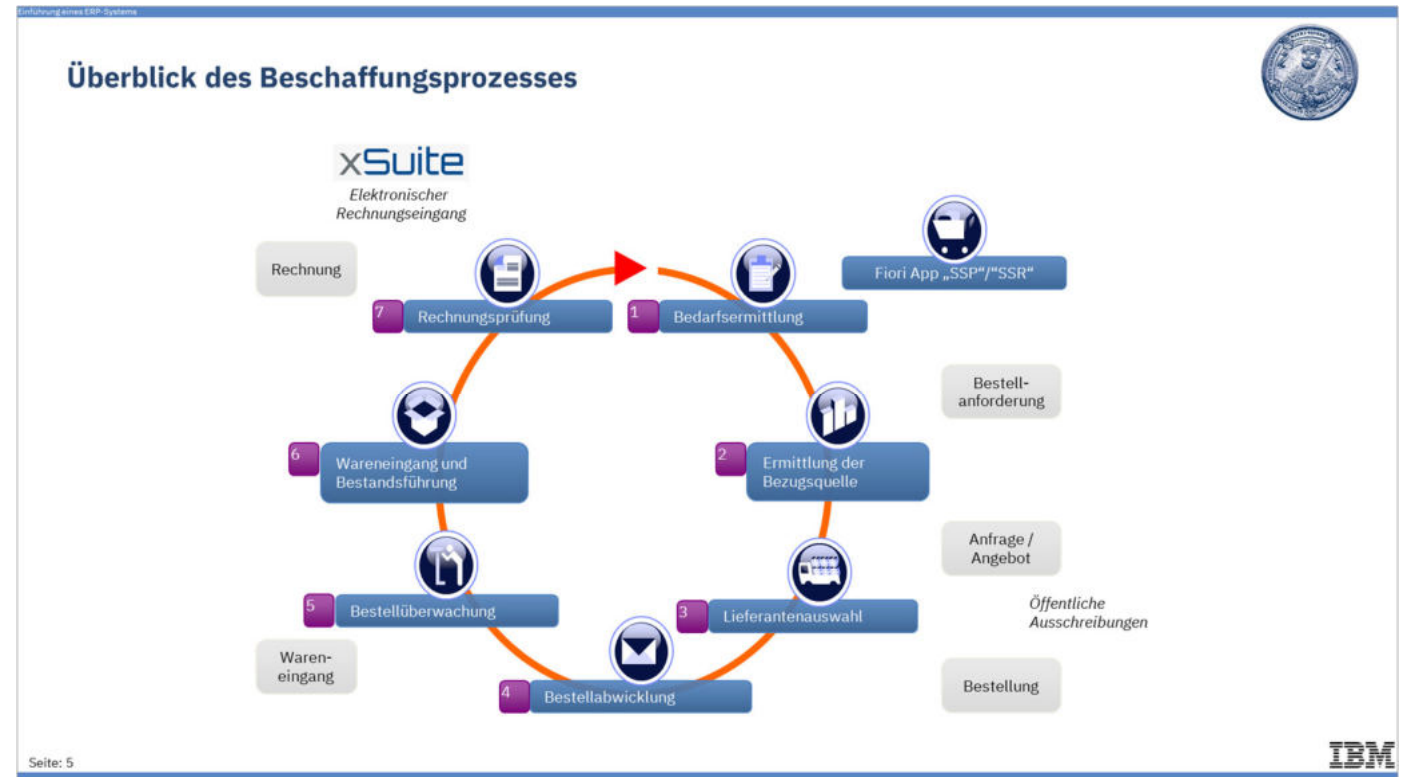 Einführung eines ERP-Systems
Überblick des Beschaffungsprozesses
xSuite
Elektronischer
Rechnungseingang
Rechnung
Fiori App „SSP“/“SSR“
7
Rechnungsprüfung
1
Bedarfsermittlung
Bestell-
anforderung
6
Wareneingang und
Bestandsführung
2
Ermittlung der
Bezugsquelle
Anfrage /
Angebot
5
Bestellüberwachung
3
Lieferantenauswahl
Öffentliche
Ausschreibungen
Waren-
eingang
4
Bestellabwicklung
Bestellung
Seite: 5
IBM